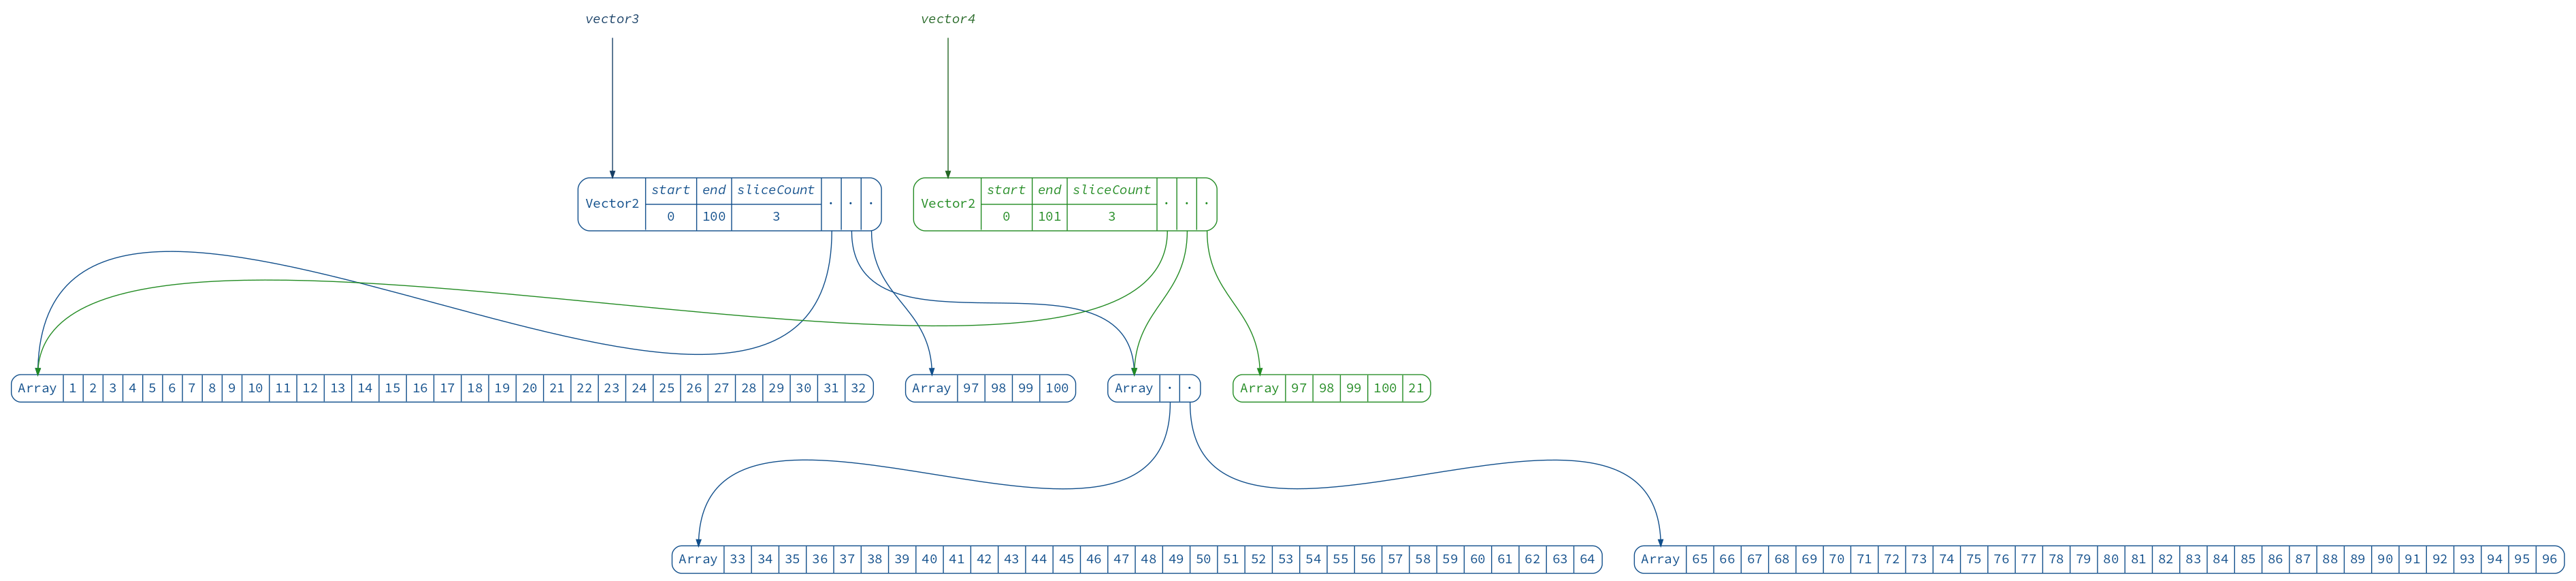 vector3 vector4
Vector2 start end sliceCount · · · Vector2 start end sliceCount · · ·
0 100 3 0 101 3
Array 1 2 3 4 5 6 7 8 9 10 11 12 13 14 15 16 17 18 19 20 21 22 23 24 25 26 27 28 29 30 31 32 Array 97 98 99 100 Array · · Array 97 98 99 100 21
Array 33 34 35 36 37 38 39 40 41 42 43 44 45 46 47 48 49 50 51 52 53 54 55 56 57 58 59 60 61 62 63 64 Array 65 66 67 68 69 70 71 72 73 74 75 76 77 78 79 80 81 82 83 84 85 86 87 88 89 90 91 92 93 94 95 96